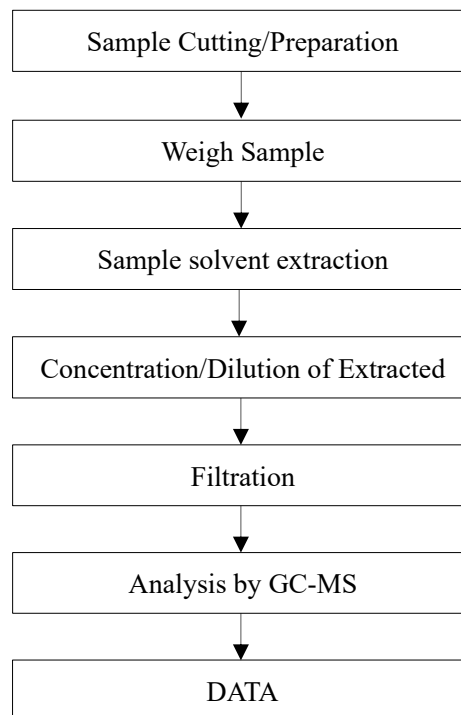 Sample Cutting/Preparation
Weigh Sample
Sample solvent extraction
Concentration/Dilution of Extracted
Filtration
Analysis by GC-MS
DATA